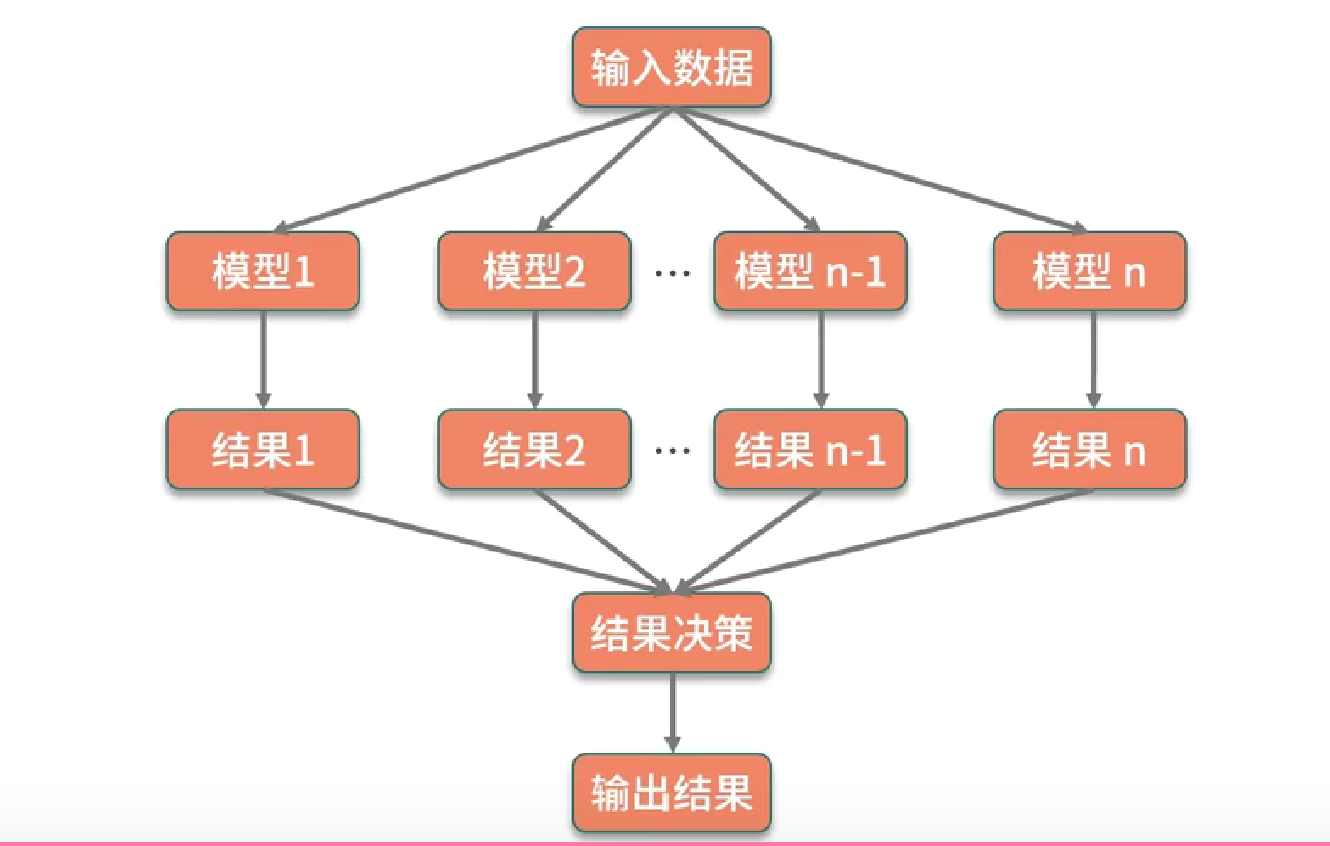 输入数据
模型1
模型2
...
模型 n-1
模型 n
结果1
结果2
...
结果 n-1
结果 n
结果决策
输出结果